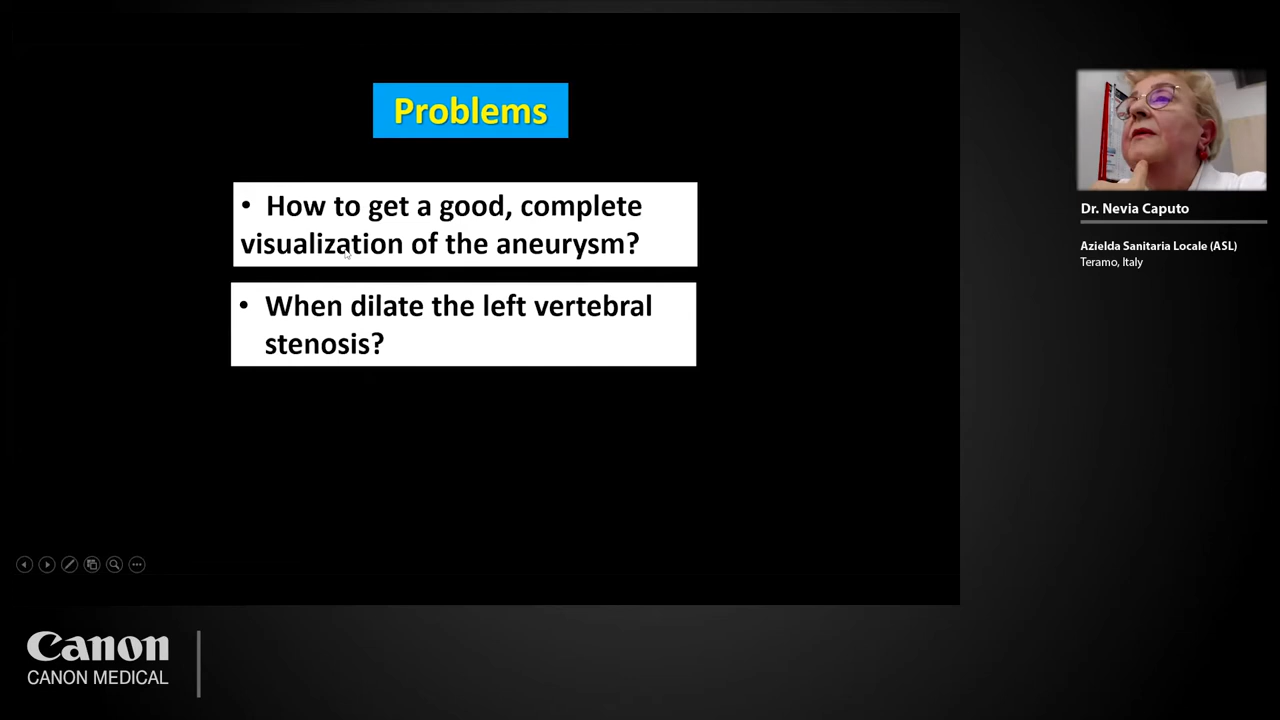 Problems
• How to get a good, complete
visualization of the aneurysm?
• When dilate the left vertebral
stenosis?
Dr. Nevia Caputo
Azielda Sanitaria Locale (ASL)
Teramo, Italy
Canon
CANON MEDICAL